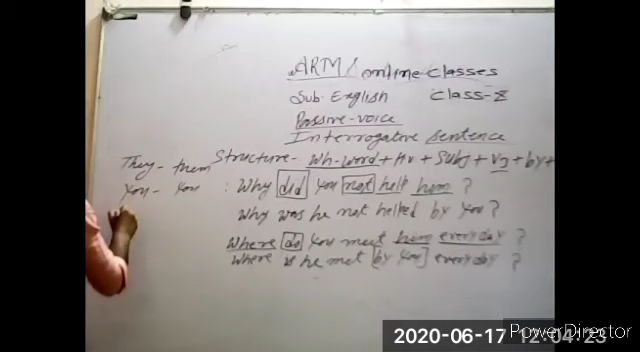 ARTM/online classes
Sub. English Class-8
Passive-voice
Interrogative sentence
They - them Structure- Wh-word + HV + Subj + V3 + by +
You - You : Why did you not help him ?
Why was he not helped by you ?
Where do you meet him everyday ?
Where is he met by you everyday ?
PowerDirector
2020-06-17 12:04:23